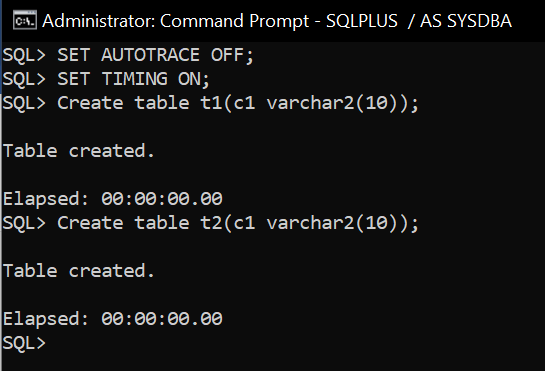 Administrator: Command Prompt - SQLPLUS  / AS SYSDBA
SQL> SET AUTOTRACE OFF;
SQL> SET TIMING ON;
SQL> Create table t1(c1 varchar2(10));
Table created.
Elapsed: 00:00:00.00
SQL> Create table t2(c1 varchar2(10));
Table created.
Elapsed: 00:00:00.00
SQL>